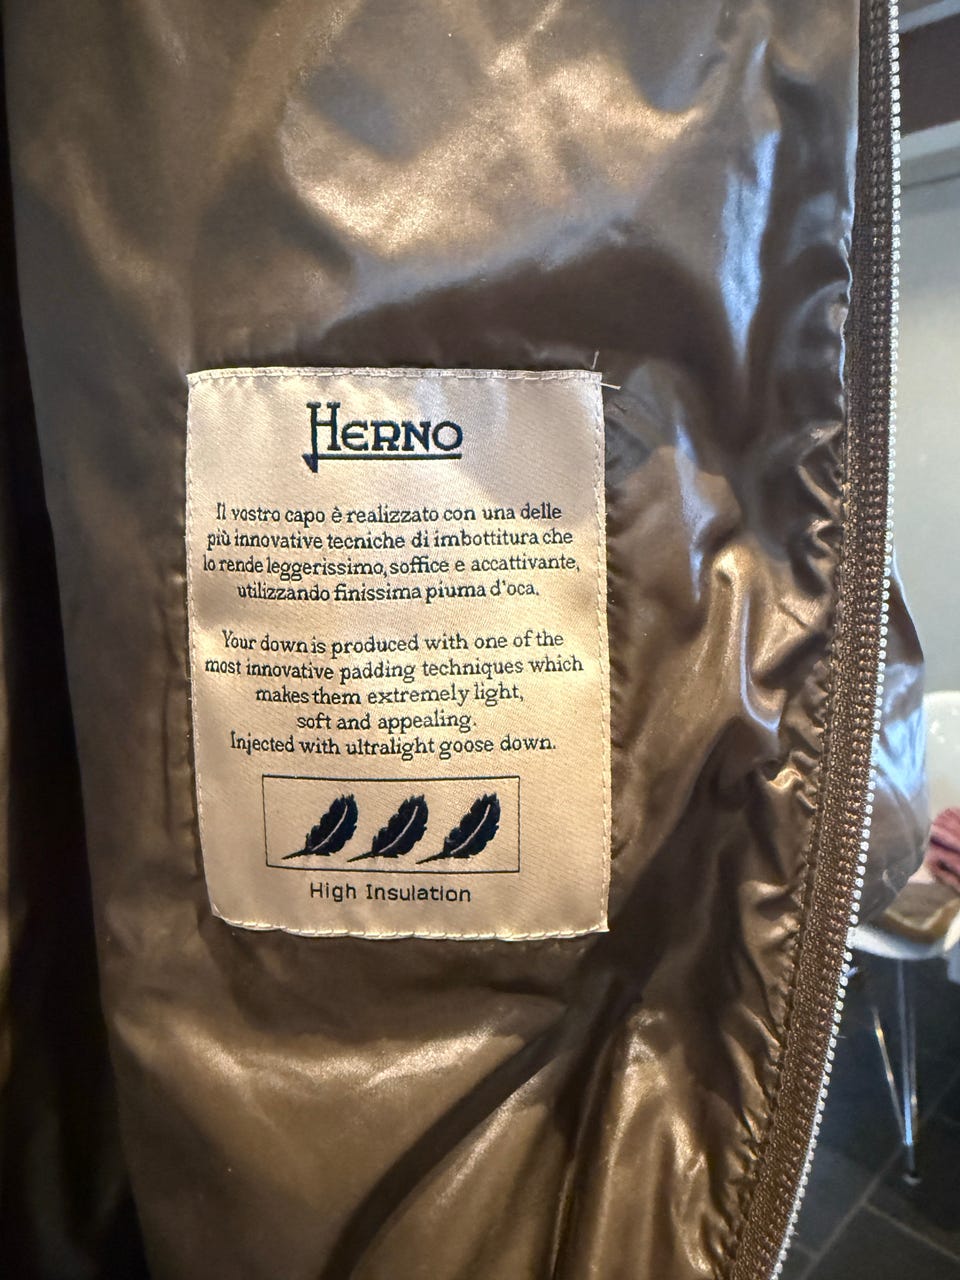 HERNO
Il vostro capo è realizzato con una delle
più innovative tecniche di imbottitura che
lo rende leggerissimo, soffice e accattivante,
utilizzando finissima piuma d'oca.
Your down is produced with one of the
most innovative padding techniques which
makes them extremely light,
soft and appealing.
Injected with ultralight goose down.
High Insulation